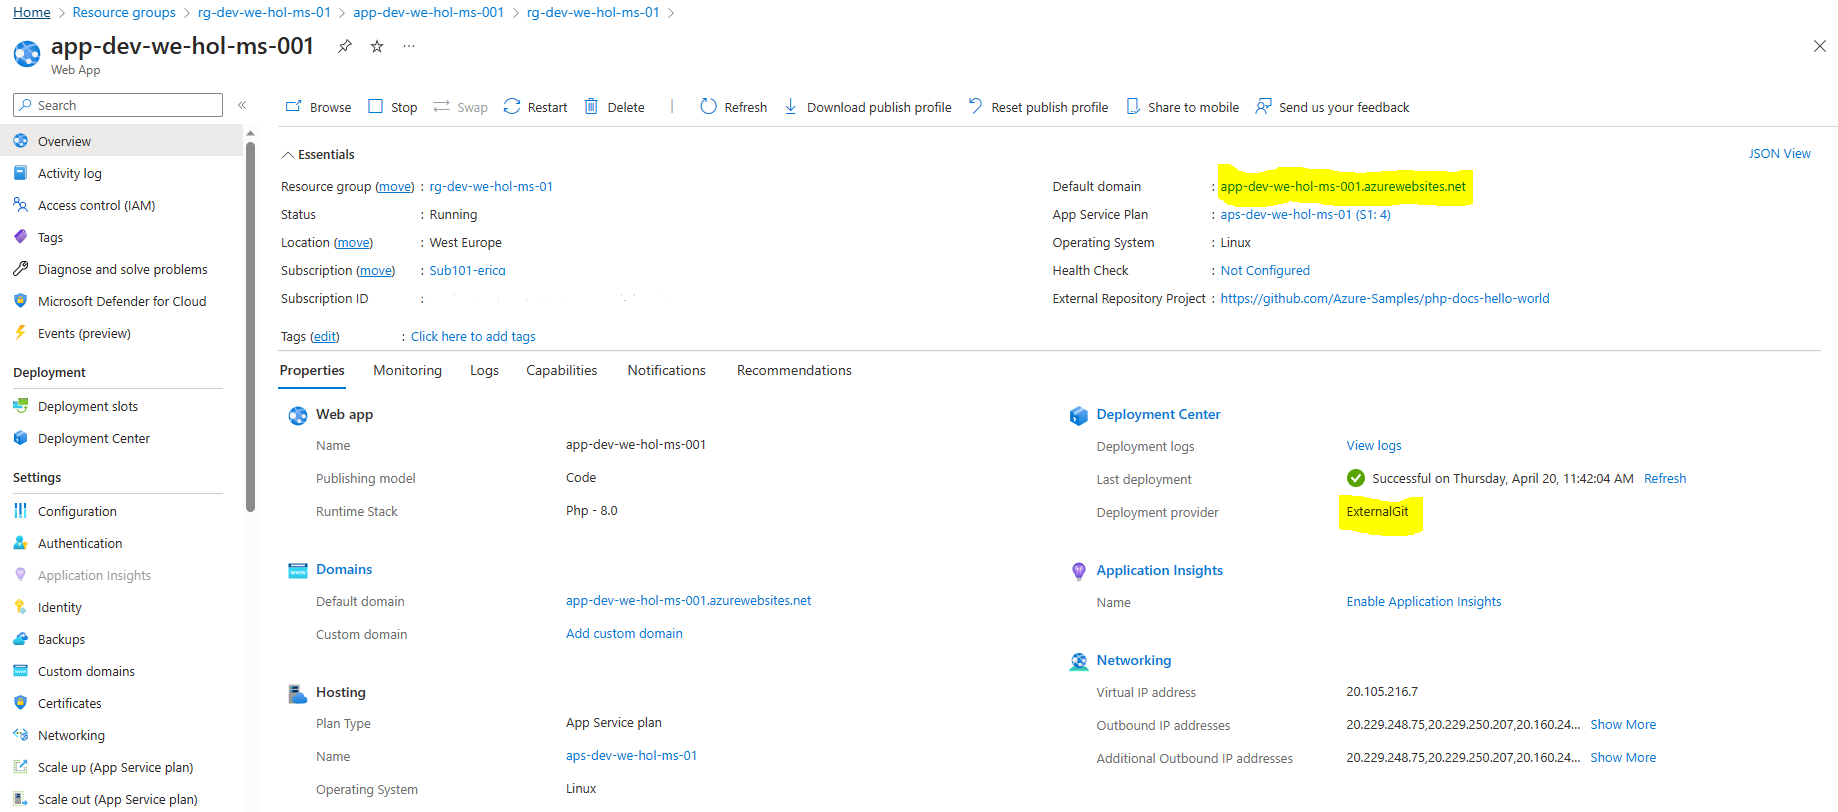 Home > Resource groups > rg-dev-we-hol-ms-01 > app-dev-we-hol-ms-001 > rg-dev-we-hol-ms-01 >
app-dev-we-hol-ms-001
Web App
Search
Overview
Activity log
Access control (IAM)
Tags
Diagnose and solve problems
Microsoft Defender for Cloud
Events (preview)
Deployment
Deployment slots
Deployment Center
Settings
Configuration
Authentication
Application Insights
Identity
Backups
Custom domains
Certificates
Networking
Scale up (App Service plan)
Scale out (App Service plan)
Browse Stop Swap Restart Delete Refresh Download publish profile Reset publish profile Share to mobile Send us your feedback
Essentials
JSON View
Resource group (move) : rg-dev-we-hol-ms-01
Status : Running
Location (move) : West Europe
Subscription (move) : Sub101-ericq
Subscription ID :
Default domain : app-dev-we-hol-ms-001.azurewebsites.net
App Service Plan : aps-dev-we-hol-ms-01 (S1: 4)
Operating System : Linux
Health Check : Not Configured
External Repository Project : https://github.com/Azure-Samples/php-docs-hello-world
Tags (edit) : Click here to add tags
Properties Monitoring Logs Capabilities Notifications Recommendations
Web app
Name app-dev-we-hol-ms-001
Publishing model Code
Runtime Stack Php - 8.0
Domains
Default domain app-dev-we-hol-ms-001.azurewebsites.net
Custom domain Add custom domain
Hosting
Plan Type App Service plan
Name aps-dev-we-hol-ms-01
Operating System Linux
Deployment Center
Deployment logs View logs
Last deployment Successful on Thursday, April 20, 11:42:04 AM Refresh
Deployment provider ExternalGit
Application Insights
Name Enable Application Insights
Networking
Virtual IP address 20.105.216.7
Outbound IP addresses 20.229.248.75,20.229.250.207,20.160.24... Show More
Additional Outbound IP addresses 20.229.248.75,20.229.250.207,20.160.24... Show More